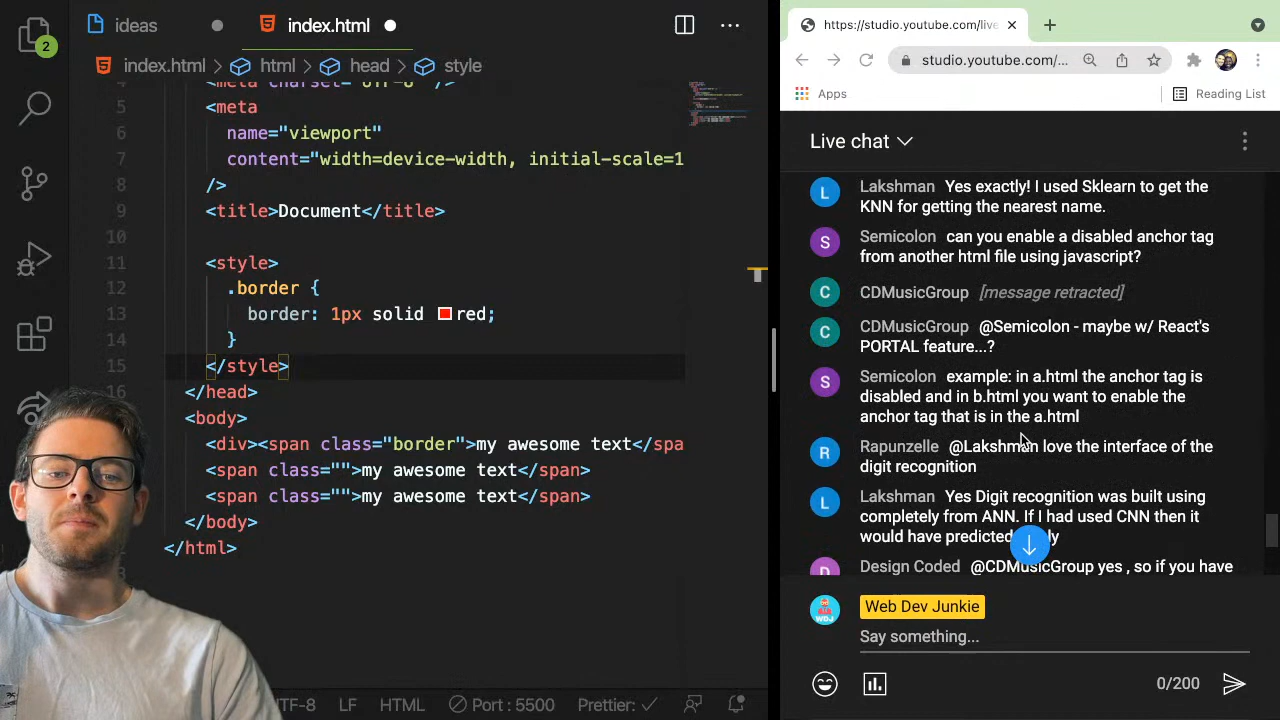 ideas
index.html
2
index.html > html > head > style
5 <meta
6 name="viewport"
7 content="width=device-width, initial-scale=1
8 />
9 <title>Document</title>
10
11 <style>
12 .border {
13 border: 1px solid red;
14 }
15 </style>
16 </head>
<body>
<div><span class="border">my awesome text</spa
<span class="">my awesome text</span>
<span class="">my awesome text</span>
</body>
</html>
LF
HTML
Port : 5500
Prettier:
https://studio.youtube.com/live
studio.youtube.com/...
Apps
Reading List
Live chat
L
Lakshman Yes exactly! I used Sklearn to get the
KNN for getting the nearest name.
S
Semicolon can you enable a disabled anchor tag
from another html file using javascript?
C
CDMusicGroup [message retracted]
C
CDMusicGroup @Semicolon - maybe w/ React's
PORTAL feature...?
S
Semicolon example: in a.html the anchor tag is
disabled and in b.html you want to enable the
anchor tag that is in the a.html
R
Rapunzelle @Lakshman love the interface of the
digit recognition
L
Lakshman Yes Digit recognition was built using
completely from ANN. If I had used CNN then it
would have predicted
D
Design Coded @CDMusicGroup yes , so if you have
WDJ
Web Dev Junkie
Say something...
0/200